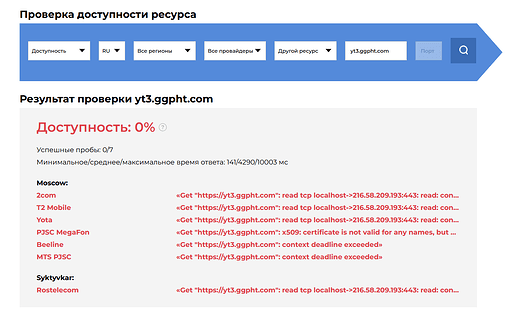 Проверка доступности ресурса
Доступность RU Все регионы Все провайдеры Другой ресурс yt3.ggpht.com Порт
Результат проверки yt3.ggpht.com
Доступность: 0% ?
Успешные пробы: 0/7
Минимальное/среднее/максимальное время ответа: 141/4290/10003 мс
Moscow:
2com «Get "https://yt3.ggpht.com": read tcp localhost->216.58.209.193:443: read: con...
T2 Mobile «Get "https://yt3.ggpht.com": read tcp localhost->216.58.209.193:443: read: con...
Yota «Get "https://yt3.ggpht.com": read tcp localhost->216.58.209.193:443: read: con...
PJSC MegaFon «Get "https://yt3.ggpht.com": x509: certificate is not valid for any names, but ...
Beeline «Get "https://yt3.ggpht.com": context deadline exceeded»
MTS PJSC «Get "https://yt3.ggpht.com": context deadline exceeded»
Syktyvkar:
Rostelecom «Get "https://yt3.ggpht.com": read tcp localhost->216.58.209.193:443: read: con...